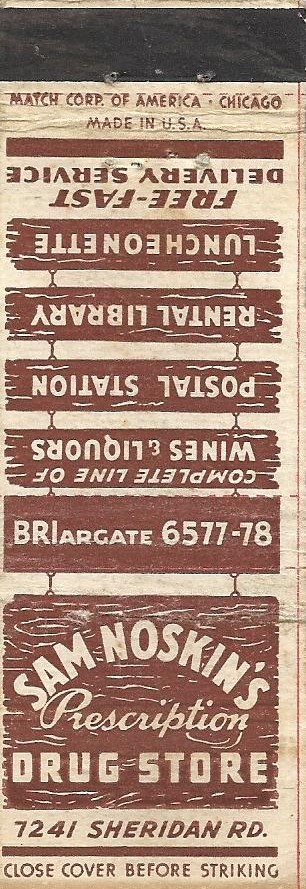 MATCH CORP. OF AMERICA · CHICAGO
MADE IN U.S.A.
FREE-FAST
DELIVERY SERVICE
LUNCHEONETTE
RENTAL LIBRARY
POSTAL STATION
COMPLETE LINE OF
WINES & LIQUORS
BRIARGATE 6577-78
SAM NOSKIN'S
Prescription
DRUG STORE
7241 SHERIDAN RD.
CLOSE COVER BEFORE STRIKING